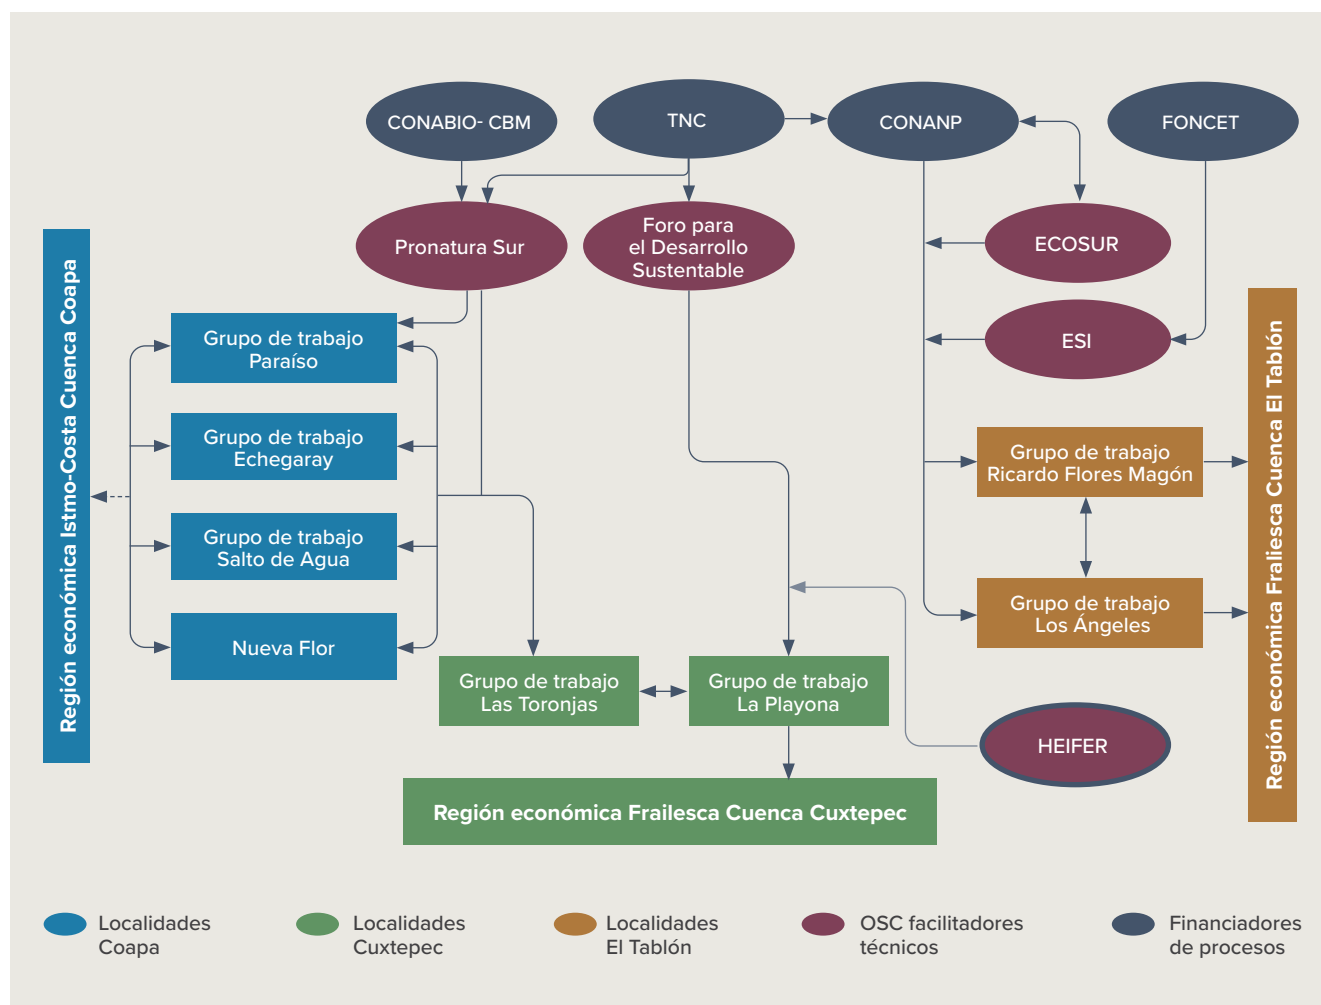 CONABIO- CBM
TNC
CONANP
FONCET
Pronatura Sur
Foro para
el Desarrollo
Sustentable
ECOSUR
ESI
Región económica Istmo-Costa Cuenca Coapa
Grupo de trabajo
Paraíso
Grupo de trabajo
Echegaray
Grupo de trabajo
Salto de Agua
Nueva Flor
Grupo de trabajo
Ricardo Flores Magón
Grupo de trabajo
Los Ángeles
Región económica Fraliesca Cuenca El Tablón
Grupo de trabajo
Las Toronjas
Grupo de trabajo
La Playona
HEIFER
Región económica Frailesca Cuenca Cuxtepec
Localidades
Coapa
Localidades
Cuxtepec
Localidades
El Tablón
OSC facilitadores
técnicos
Financiadores
de procesos